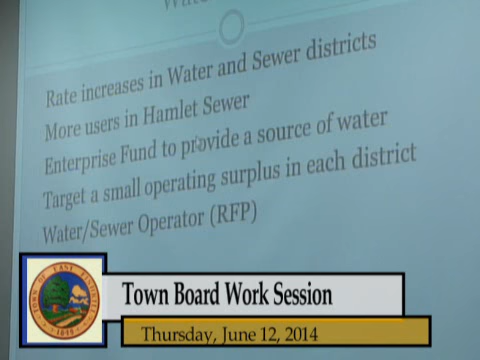 Rate increases in Water and Sewer districts
More users in Hamlet Sewer
Enterprise Fund to provide a source of water
Target a small operating surplus in each district
Water/Sewer Operator (RFP)
Town Board Work Session
Thursday, June 12, 2014